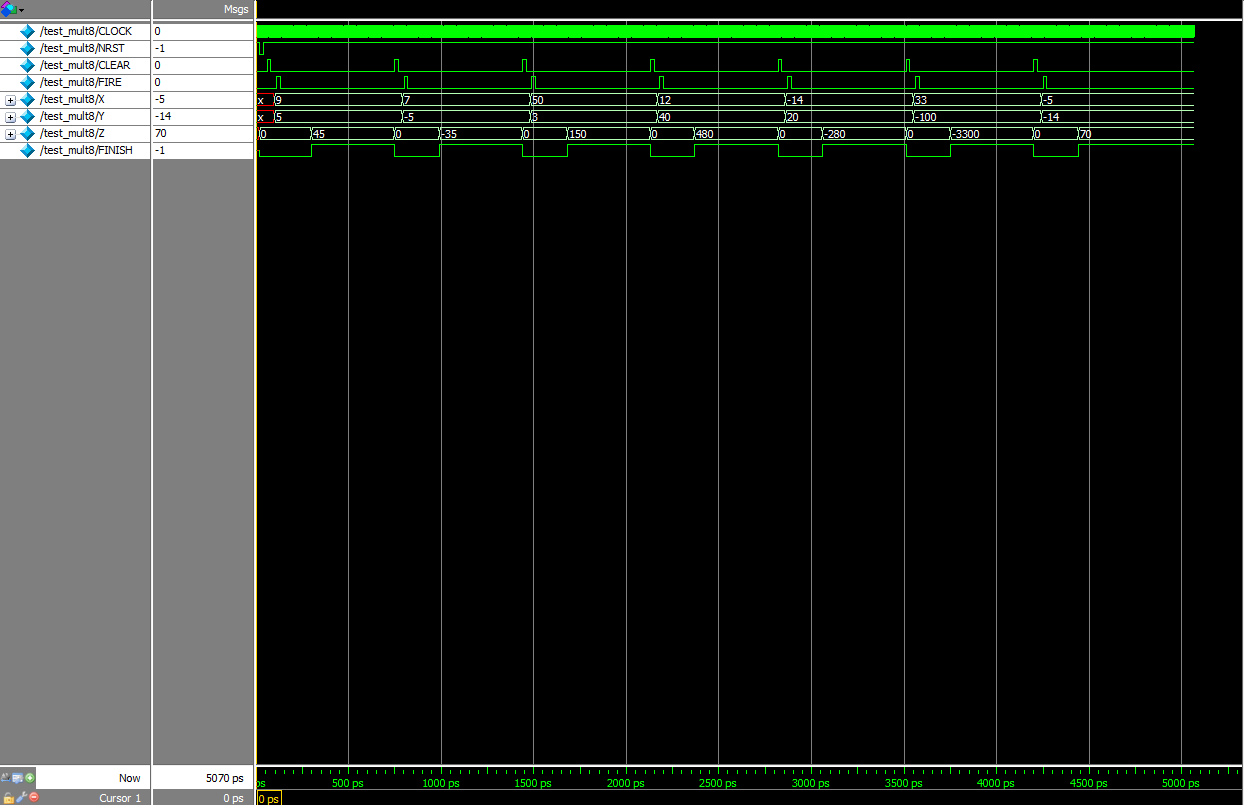 Msgs
/test_mult8/CLOCK 0
/test_mult8/NRST -1
/test_mult8/CLEAR 0
/test_mult8/FIRE 0
/test_mult8/X -5 x 9 7 50 12 -14 33 -5
/test_mult8/Y -14 x 5 -5 3 40 20 -100 -14
/test_mult8/Z 70 0 45 0 -35 0 150 0 480 0 -280 0 -3300 0 70
/test_mult8/FINISH -1
Now 5070 ps ps 500 ps 1000 ps 1500 ps 2000 ps 2500 ps 3000 ps 3500 ps 4000 ps 4500 ps 5000 ps
Cursor 1 0 ps 0 ps